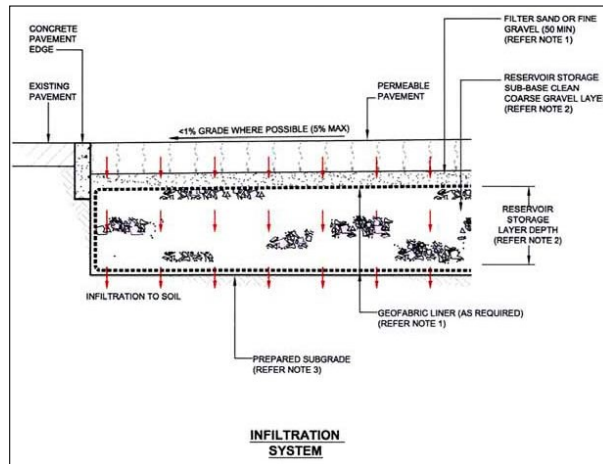 CONCRETE
PAVEMENT
EDGE
EXISTING
PAVEMENT
<1% GRADE WHERE POSSIBLE (5% MAX)
PERMEABLE
PAVEMENT
FILTER SAND OR FINE
GRAVEL (50 MIN)
(REFER NOTE 1)
RESERVOIR STORAGE
SUB-BASE CLEAN
COARSE GRAVEL LAYER
(REFER NOTE 2)
RESERVOIR
STORAGE
LAYER DEPTH
(REFER NOTE 2)
INFILTRATION TO SOIL
GEOFABRIC LINER (AS REQUIRED)
(REFER NOTE 1)
PREPARED SUBGRADE
(REFER NOTE 3)
INFILTRATION
SYSTEM